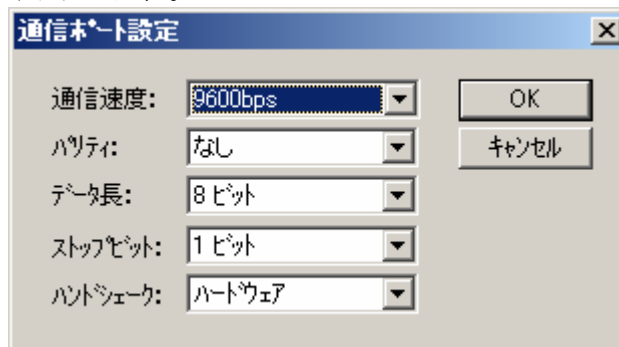 通信ﾎﾟｰﾄ設定
通信速度: 9600bps OK
ﾊﾟﾘﾃｨ: なし ｷｬﾝｾﾙ
ﾃﾞｰﾀ長: 8 ﾋﾞｯﾄ
ｽﾄｯﾌﾟﾋﾞｯﾄ: 1 ﾋﾞｯﾄ
ﾊﾝﾄﾞｼｪｰｸ: ﾊｰﾄﾞｳｪｱ